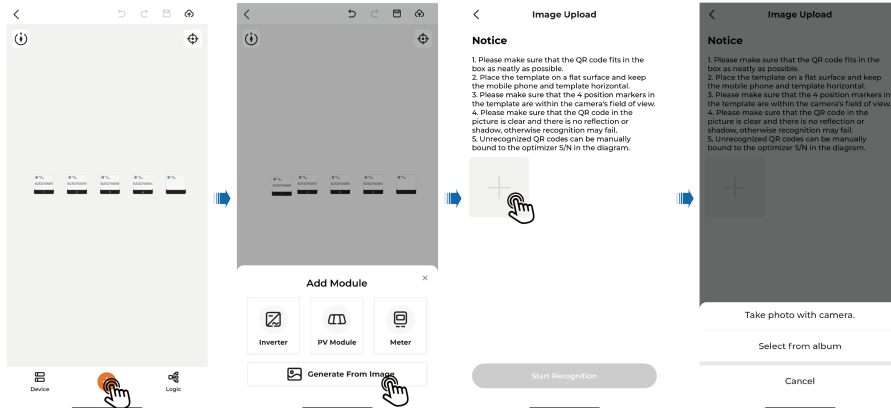 Device
Logic
Add Module
×
Inverter
PV Module
Meter
Generate From Image
Image Upload
Notice
1. Please make sure that the QR code fits in the
box as neatly as possible.
2. Place the template on a flat surface and keep
the mobile phone and template horizontal.
3. Please make sure that the 4 position markers in
the template are within the camera's field of view.
4. Please make sure that the QR code in the
picture is clear and there is no reflection or
shadow, otherwise recognition may fail.
5. Unrecognized QR codes can be manually
bound to the optimizer S/N in the diagram.
Start Recognition
Image Upload
Notice
1. Please make sure that the QR code fits in the
box as neatly as possible.
2. Place the template on a flat surface and keep
the mobile phone and template horizontal.
3. Please make sure that the 4 position markers in
the template are within the camera's field of view.
4. Please make sure that the QR code in the
picture is clear and there is no reflection or
shadow, otherwise recognition may fail.
5. Unrecognized QR codes can be manually
bound to the optimizer S/N in the diagram.
Take photo with camera.
Select from album
Cancel